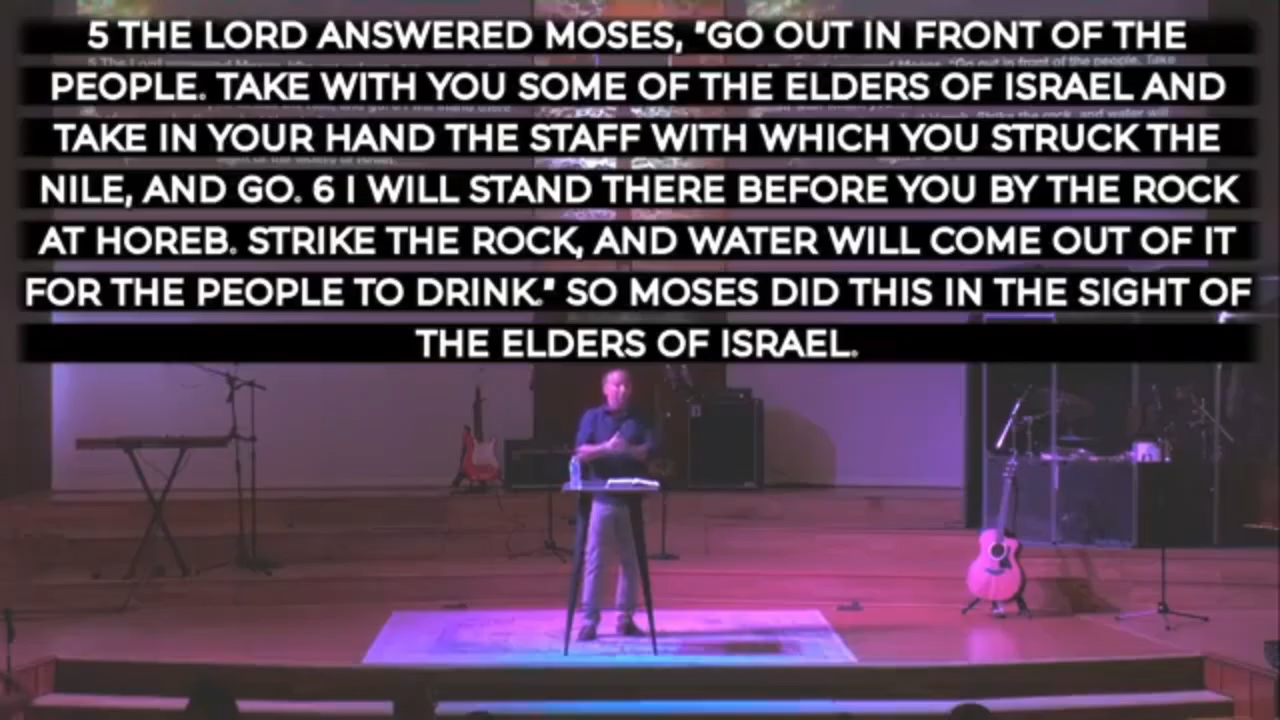 5 THE LORD ANSWERED MOSES, "GO OUT IN FRONT OF THE
PEOPLE. TAKE WITH YOU SOME OF THE ELDERS OF ISRAEL AND
TAKE IN YOUR HAND THE STAFF WITH WHICH YOU STRUCK THE
NILE, AND GO. 6 I WILL STAND THERE BEFORE YOU BY THE ROCK
AT HOREB. STRIKE THE ROCK, AND WATER WILL COME OUT OF IT
FOR THE PEOPLE TO DRINK." SO MOSES DID THIS IN THE SIGHT OF
THE ELDERS OF ISRAEL.